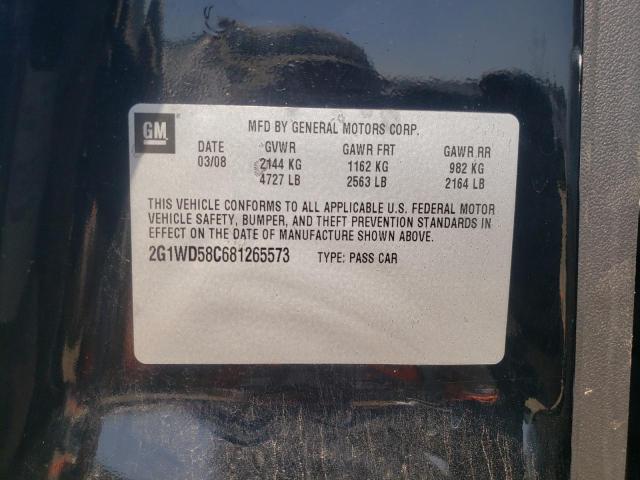 GM
MFD BY GENERAL MOTORS CORP.
DATE GVWR GAWR FRT GAWR RR
03/08 2144 KG 1162 KG 982 KG
4727 LB 2563 LB 2164 LB
THIS VEHICLE CONFORMS TO ALL APPLICABLE U.S. FEDERAL MOTOR
VEHICLE SAFETY, BUMPER, AND THEFT PREVENTION STANDARDS IN
EFFECT ON THE DATE OF MANUFACTURE SHOWN ABOVE.
2G1WD58C681265573 TYPE: PASS CAR